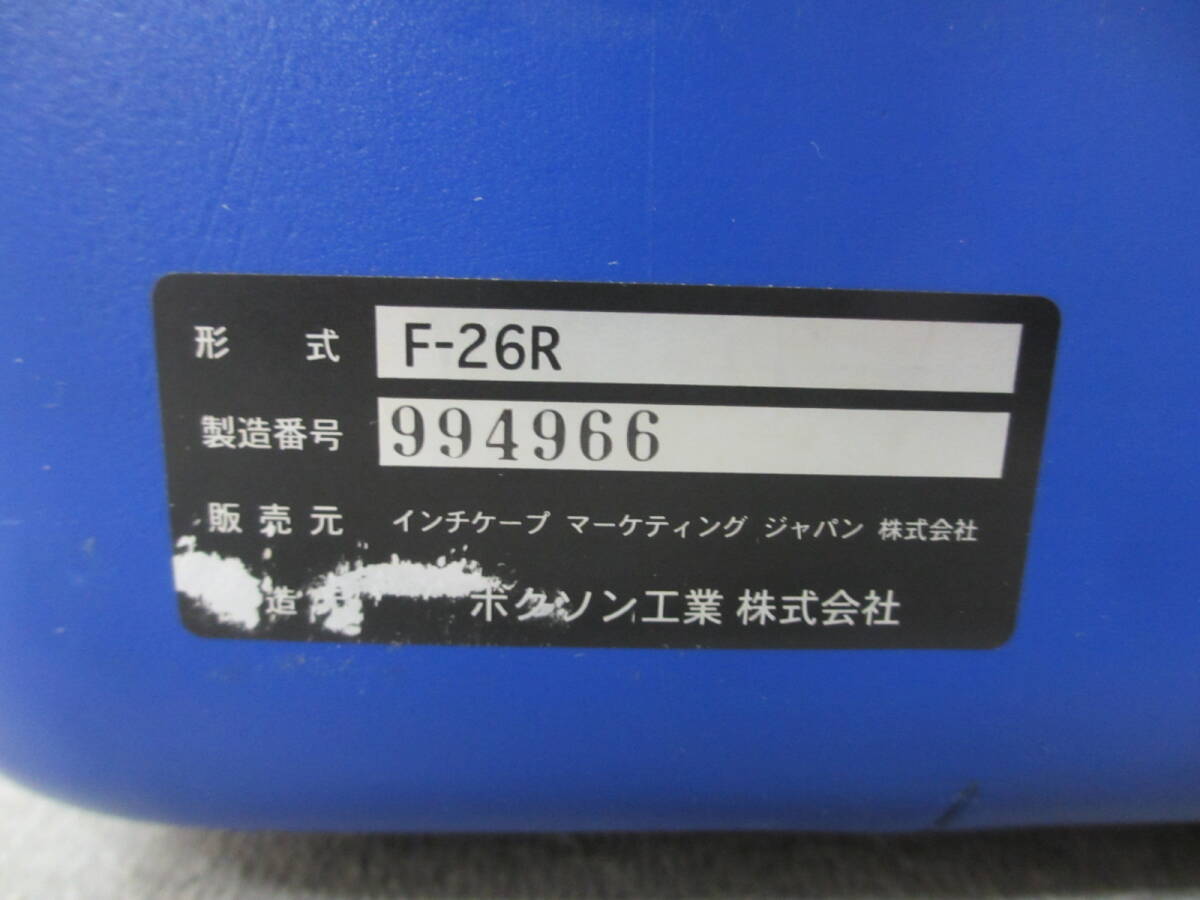 形 式 F-26R
製造番号 994966
販売元 インチケープ マーケティング ジャパン 株式会社
造 ボクソン工業 株式会社